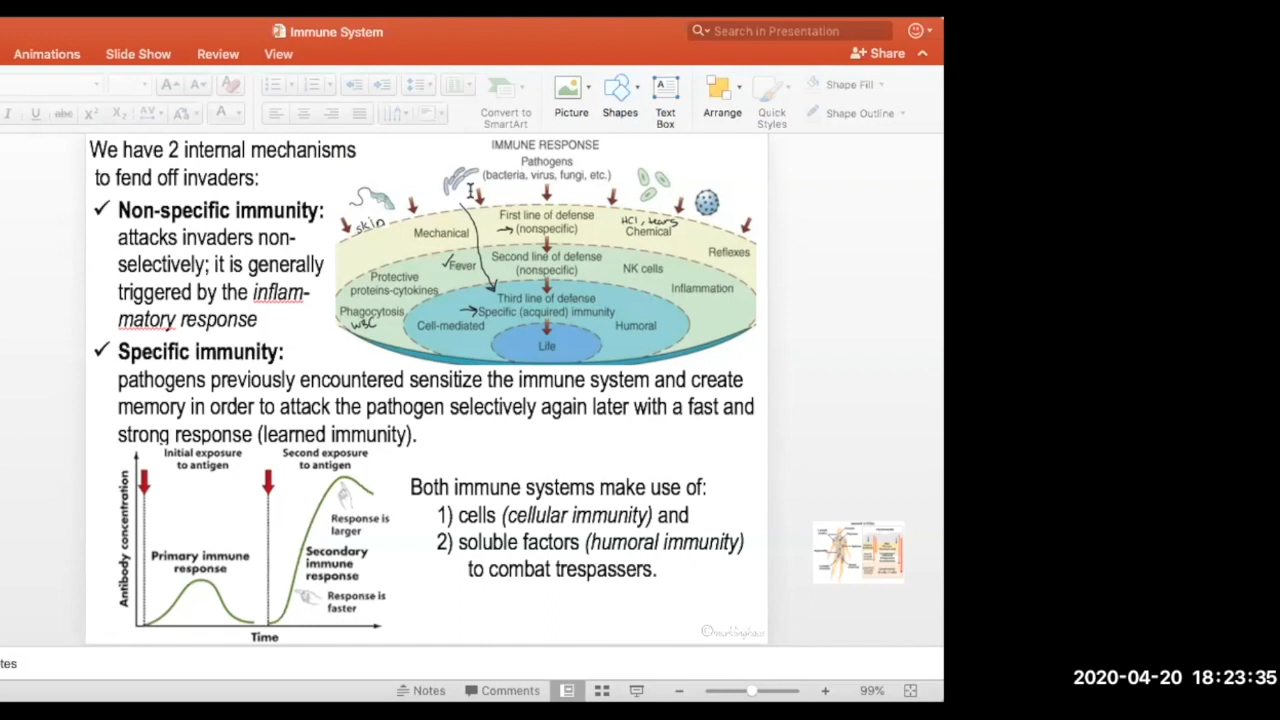 Immune System
Search in Presentation
Animations
Slide Show
Review
View
Share
A
A
A
I
U
abc
X²
X₂
AV
A
Convert to
SmartArt
Picture
Shapes
Text
Box
Arrange
Quick
Styles
Shape Fill
Shape Outline
We have 2 internal mechanisms
to fend off invaders:
✓ Non-specific immunity:
attacks invaders non-
selectively; it is generally
triggered by the inflam-
matory response
IMMUNE RESPONSE
Pathogens
(bacteria, virus, fungi, etc.)
First line of defense
(nonspecific)
skin
Mechanical
HCl, tears
Chemical
Reflexes
Second line of defense
(nonspecific)
Fever
NK cells
Protective
proteins-cytokines
Inflammation
Phagocytosis
WBC
Third line of defense
Specific (acquired) immunity
Cell-mediated
Humoral
Life
✓ Specific immunity:
pathogens previously encountered sensitize the immune system and create
memory in order to attack the pathogen selectively again later with a fast and
strong response (learned immunity).
Initial exposure
to antigen
Second exposure
to antigen
Antibody concentration
Primary immune
response
Response is
larger
Secondary
immune
response
Response is
faster
Time
Both immune systems make use of:
1) cells (cellular immunity) and
2) soluble factors (humoral immunity)
to combat trespassers.
tes
Notes
Comments
99%
2020-04-20 18:23:35